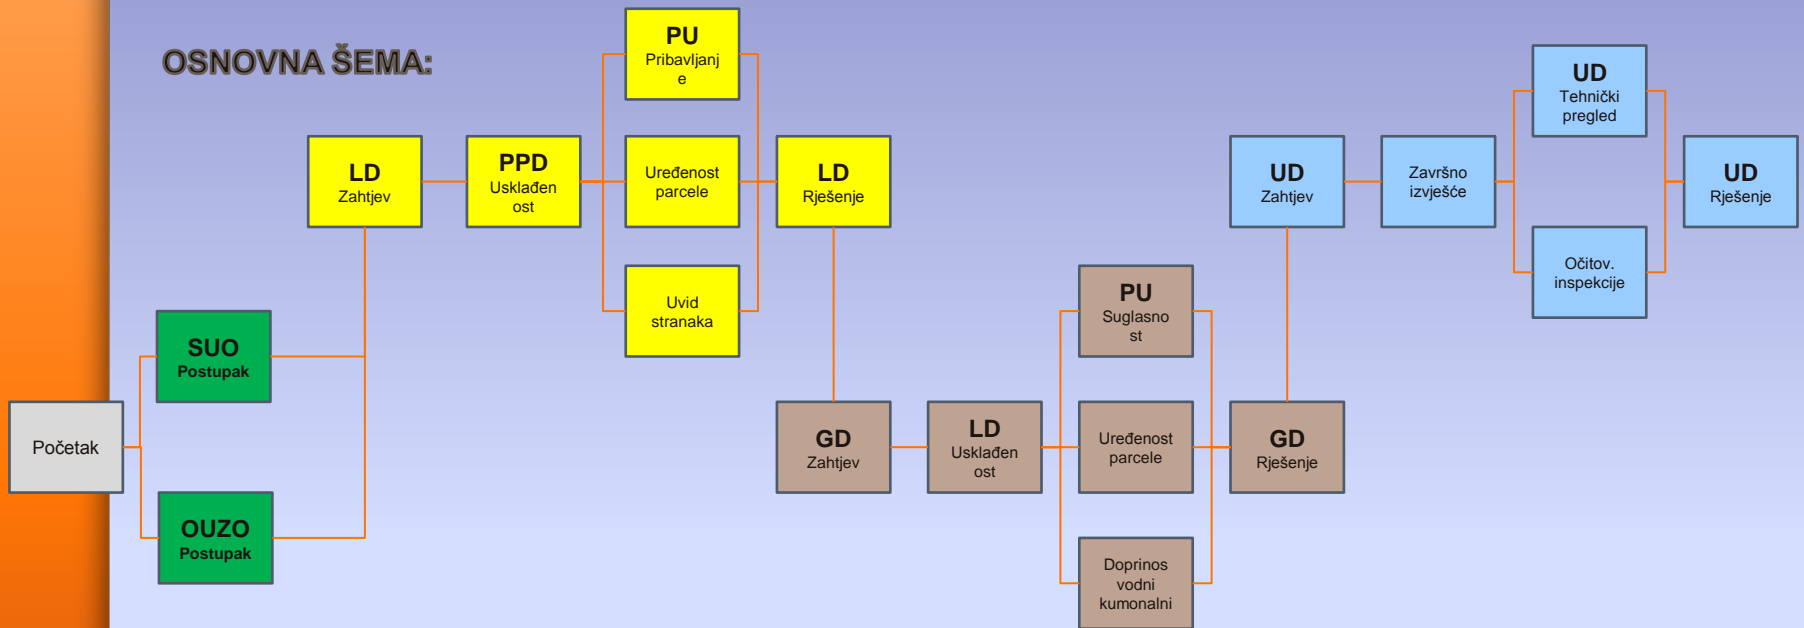 OSNOVNA ŠEMA:
Početak
SUO
Postupak
OUZO
Postupak
LD
Zahtjev
PPD
Usklađen
ost
PU
Pribavljanj
e
Uređenost
parcele
Uvid
stranaka
LD
Rješenje
GD
Zahtjev
LD
Usklađen
ost
PU
Suglasno
st
Uređenost
parcele
Doprinos
vodni
kumonalni
GD
Rješenje
UD
Zahtjev
Završno
izvješće
UD
Tehnički
pregled
Očitov.
inspekcije
UD
Rješenje